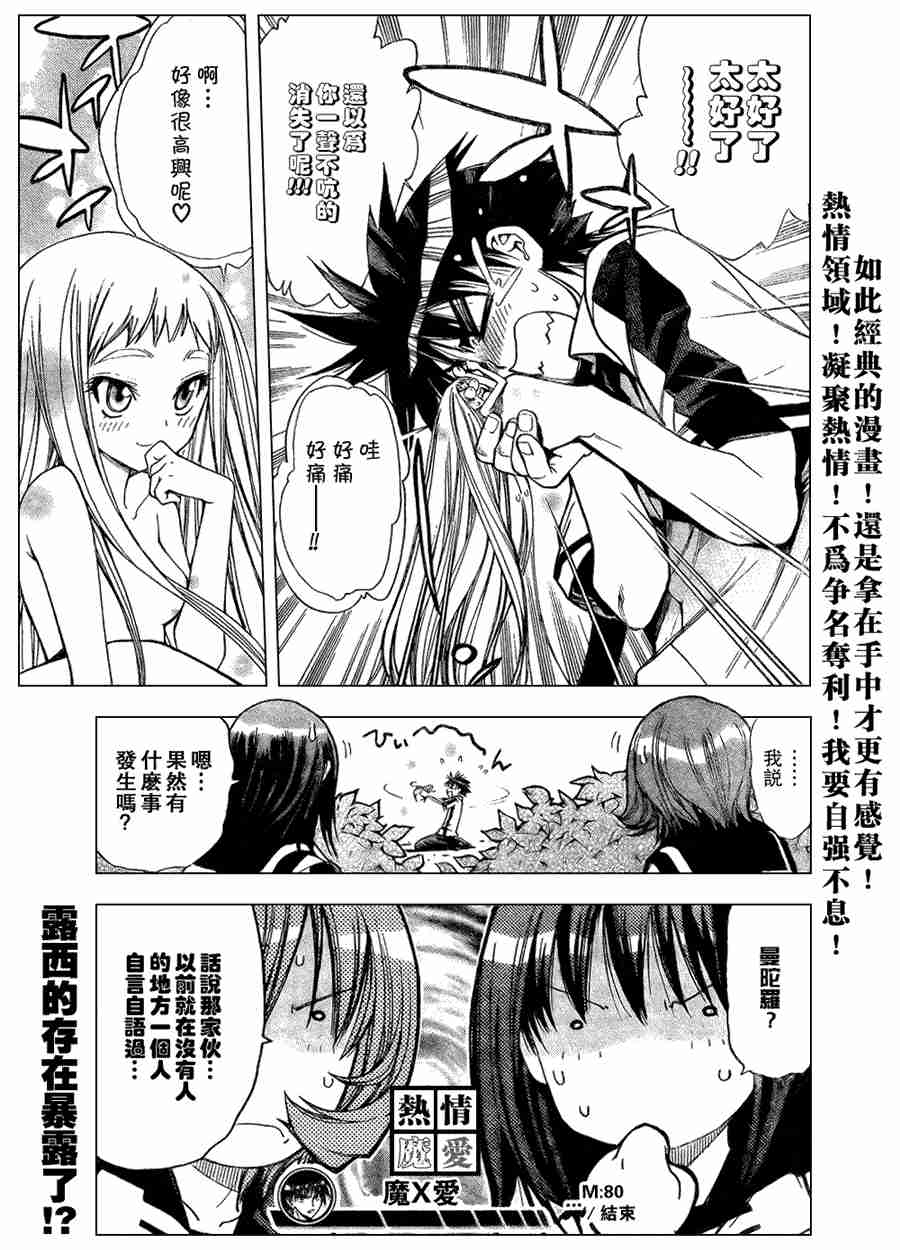 太好了
太好了
～～～!!
還以為
你一聲不吭的
消失了呢!!!
啊…
好像很高興呢♡
哇
好痛
好痛
——!!
如此經典的漫畫！還是拿在手中才更有感覺！
熱情領域！凝聚熱情！不爲争名奪利！我要自强不息！
……
我説
嗯…
果然有
什麽事
發生嗎？
曼陀羅？
話說那家伙…
以前就在沒有人
的地方一個人
自言自語過…
熱情
魔愛
魔X愛
M:80
…/結束
露西的存在暴露了!?